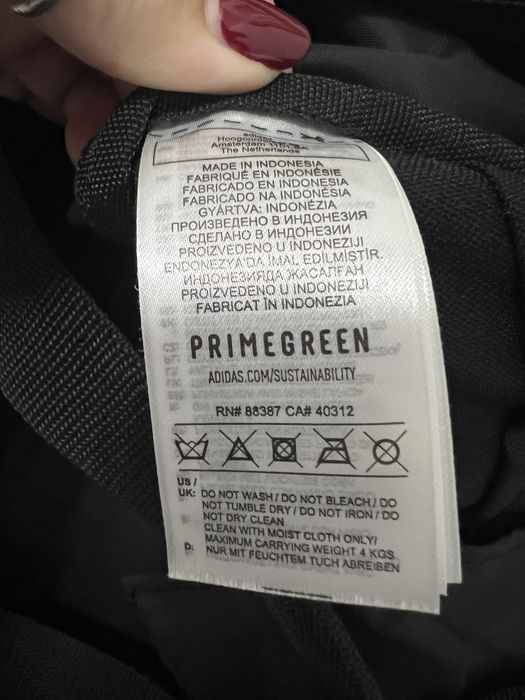 Hoogoorddreef
Amsterdam 1101 BA
The Netherlands
MADE IN INDONESIA
FABRIQUÉ EN INDONÉSIE
FABRICADO EN INDONESIA
FABRICADO NA INDONÉSIA
GYÁRTVA: INDONÉZIA
ПРОИЗВЕДЕНО В ИНДОНЕЗИЯ
СДЕЛАНО В ИНДОНЕЗИИ
PROIZVEDENO U INDONEZIJI
ENDONEZYA'DA İMAL EDİLMİŞTİR.
ИНДОНЕЗИЯДА ЖАСАЛҒАН
PROIZVEDENO U INDONEZIJI
FABRICAT ÎN INDONEZIA
PRIMEGREEN
ADIDAS.COM/SUSTAINABILITY
RN# 88387 CA# 40312
US /
UK: DO NOT WASH / DO NOT BLEACH / DO
NOT TUMBLE DRY / DO NOT IRON / DO
NOT DRY CLEAN
CLEAN WITH MOIST CLOTH ONLY/
MAXIMUM CARRYING WEIGHT 4 KGS
D: NUR MIT FEUCHTEM TUCH ABREIBEN